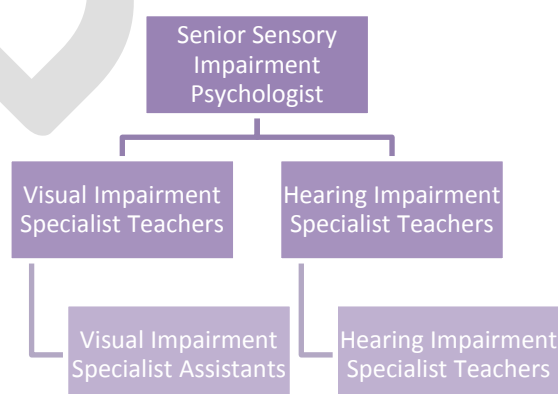 Senior Sensory
Impairment
Psychologist
Visual Impairment
Specialist Teachers
Hearing Impairment
Specialist Teachers
Visual Impairment
Specialist Assistants
Hearing Impairment
Specialist Teachers